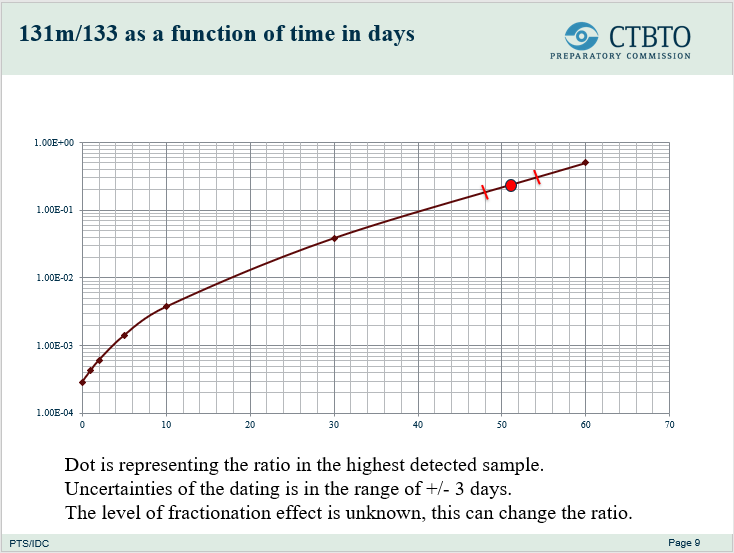 131m/133 as a function of time in days
CTBTO
PREPARATORY COMMISSION
1.00E+00
1.00E-01
1.00E-02
1.00E-03
1.00E-04
0 10 20 30 40 50 60 70
Dot is representing the ratio in the highest detected sample.
Uncertainties of the dating is in the range of +/- 3 days.
The level of fractionation effect is unknown, this can change the ratio.
PTS/IDC
Page 9